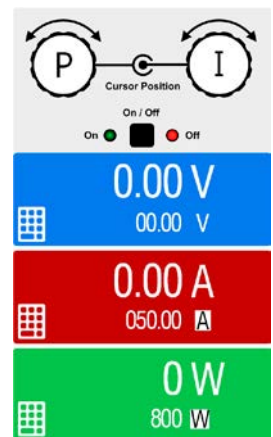 P I
Cursor Position
On / Off
On Off
0.00 V
00.00 V
0.00 A
050.00 A
0 W
800 W